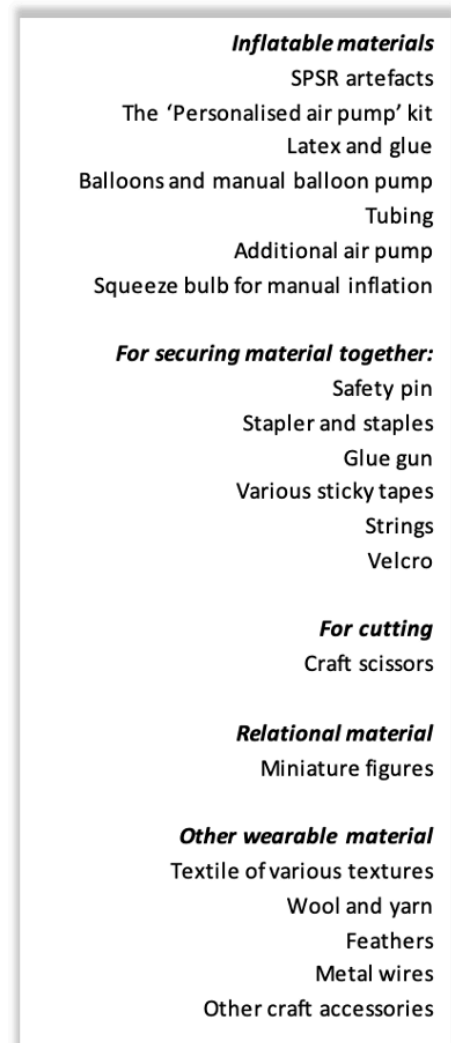 Inflatable materials
SPSR artefacts
The ‘Personalised air pump’ kit
Latex and glue
Balloons and manual balloon pump
Tubing
Additional air pump
Squeeze bulb for manual inflation
For securing material together:
Safety pin
Stapler and staples
Glue gun
Various sticky tapes
Strings
Velcro
For cutting
Craft scissors
Relational material
Miniature figures
Other wearable material
Textile of various textures
Wool and yarn
Feathers
Metal wires
Other craft accessories